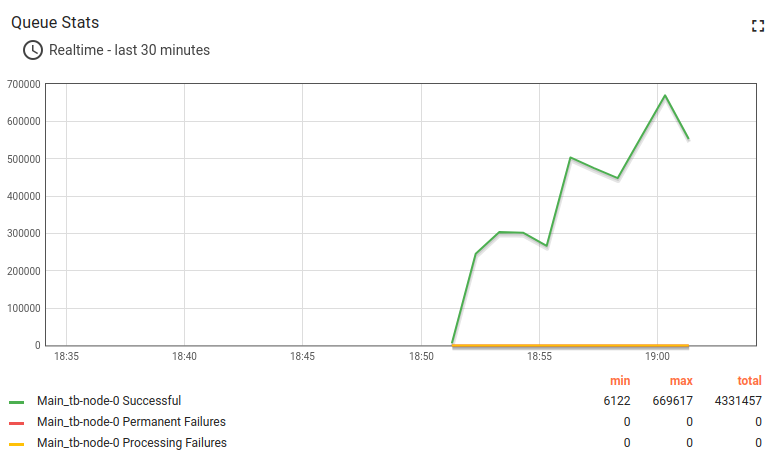 Queue Stats
Realtime - last 30 minutes
700000
600000
500000
400000
300000
200000
100000
0
18:35 18:40 18:45 18:50 18:55 19:00
min max total
Main_tb-node-0 Successful 6122 669617 4331457
Main_tb-node-0 Permanent Failures 0 0 0
Main_tb-node-0 Processing Failures 0 0 0